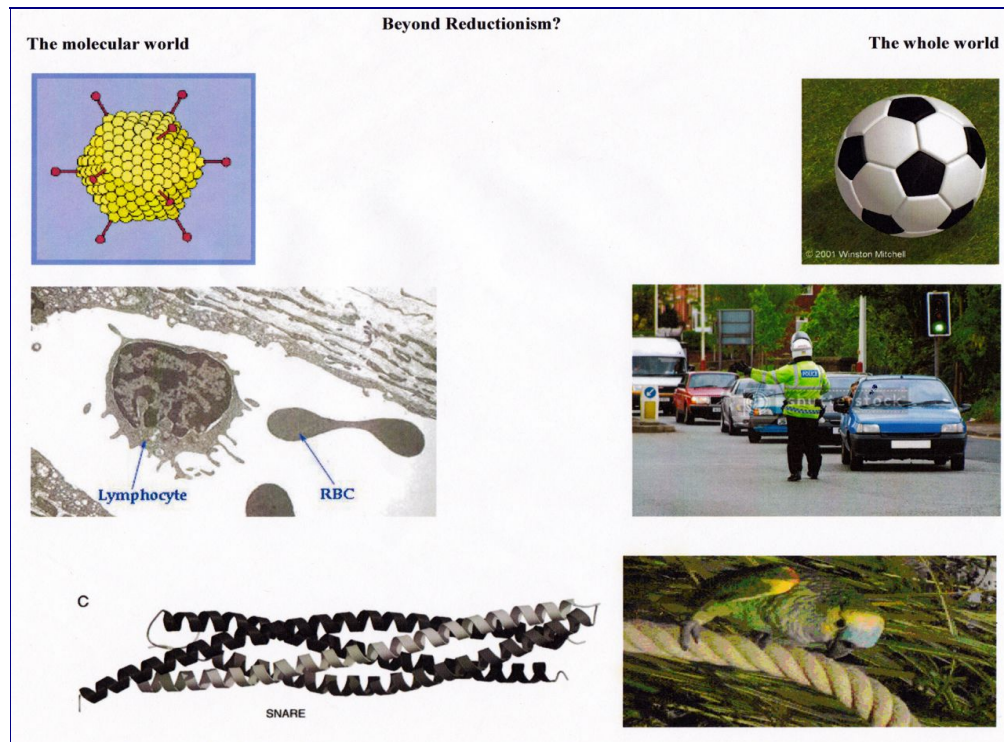 Beyond Reductionism?
The molecular world
The whole world
© 2001 Winston Mitchell
POLICE
Lymphocyte
RBC
C
SNARE